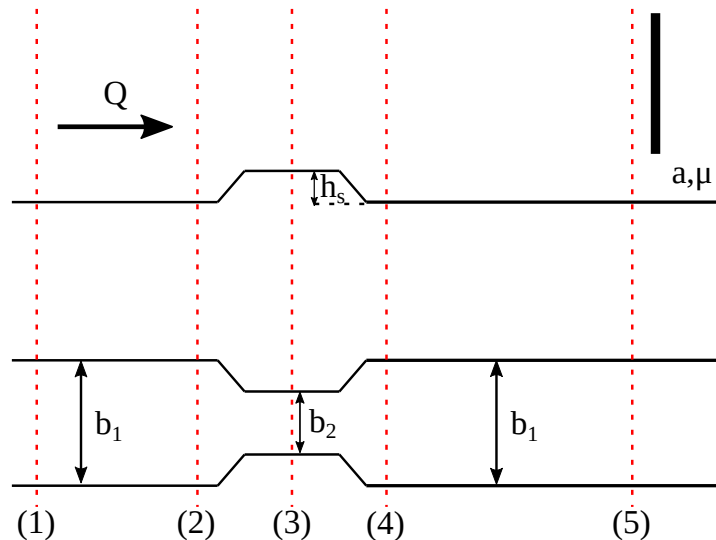 Q
hₛ
a,μ
b₁
b₂
b₁
(1)
(2)
(3)
(4)
(5)